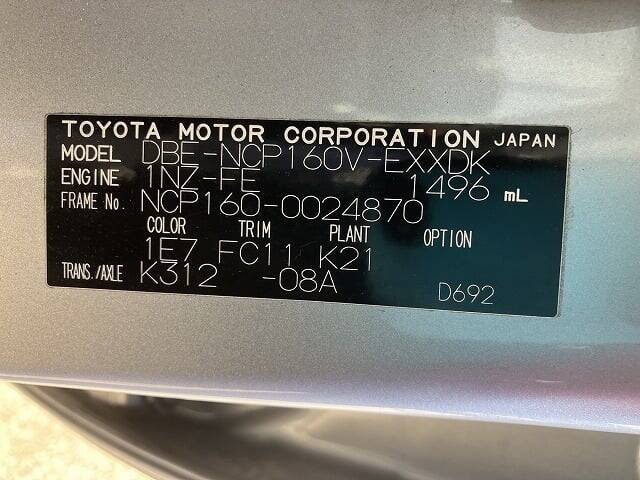 TOYOTA MOTOR CORPORATION JAPAN
MODEL DBE-NCP160V-EXXDK
ENGINE 1NZ-FE 1496 mL
FRAME No. NCP160-0024870
COLOR TRIM PLANT OPTION
1E7 FC11 K21
TRANS./AXLE K312 -08A
D692